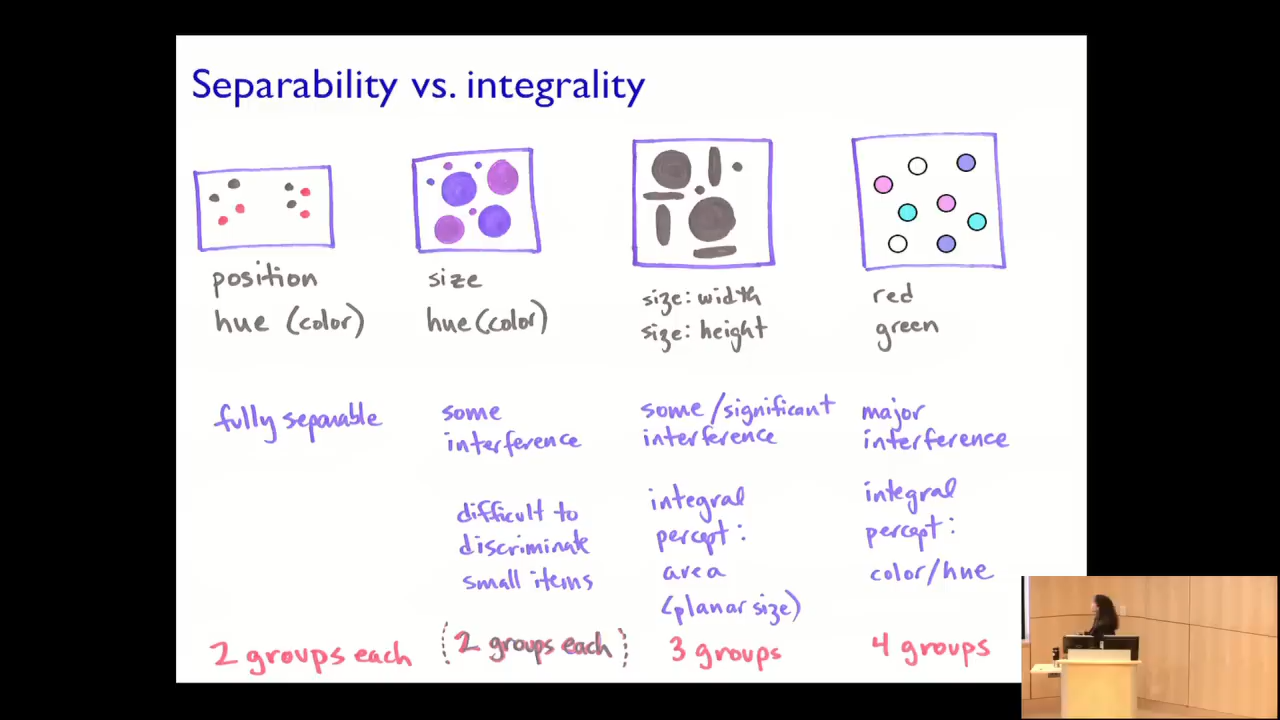 Separability vs. integrality
position
hue (color)
fully separable
2 groups each
size
hue (color)
some
interference
difficult to
discriminate
small items
(2 groups each)
size: width
size: height
some/significant
interference
integral
percept:
area
(planar size)
3 groups
red
green
major
interference
integral
percept:
color/hue
4 groups